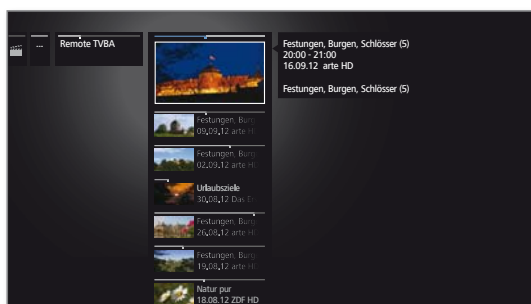 ...
Remote TVBA
Festungen, Burgen, Schlösser (5)
20:00 - 21:00
16.09.12 arte HD
Festungen, Burgen, Schlösser (5)
Festungen, Burg
09.09.12 arte H
Festungen, Burg
02.09.12 arte H
Urlaubsziele
30.08.12 Das E
Festungen, Burg
26.08.12 arte H
Festungen, Burg
19.08.12 arte H
Natur pur
18.08.12 ZDF HD